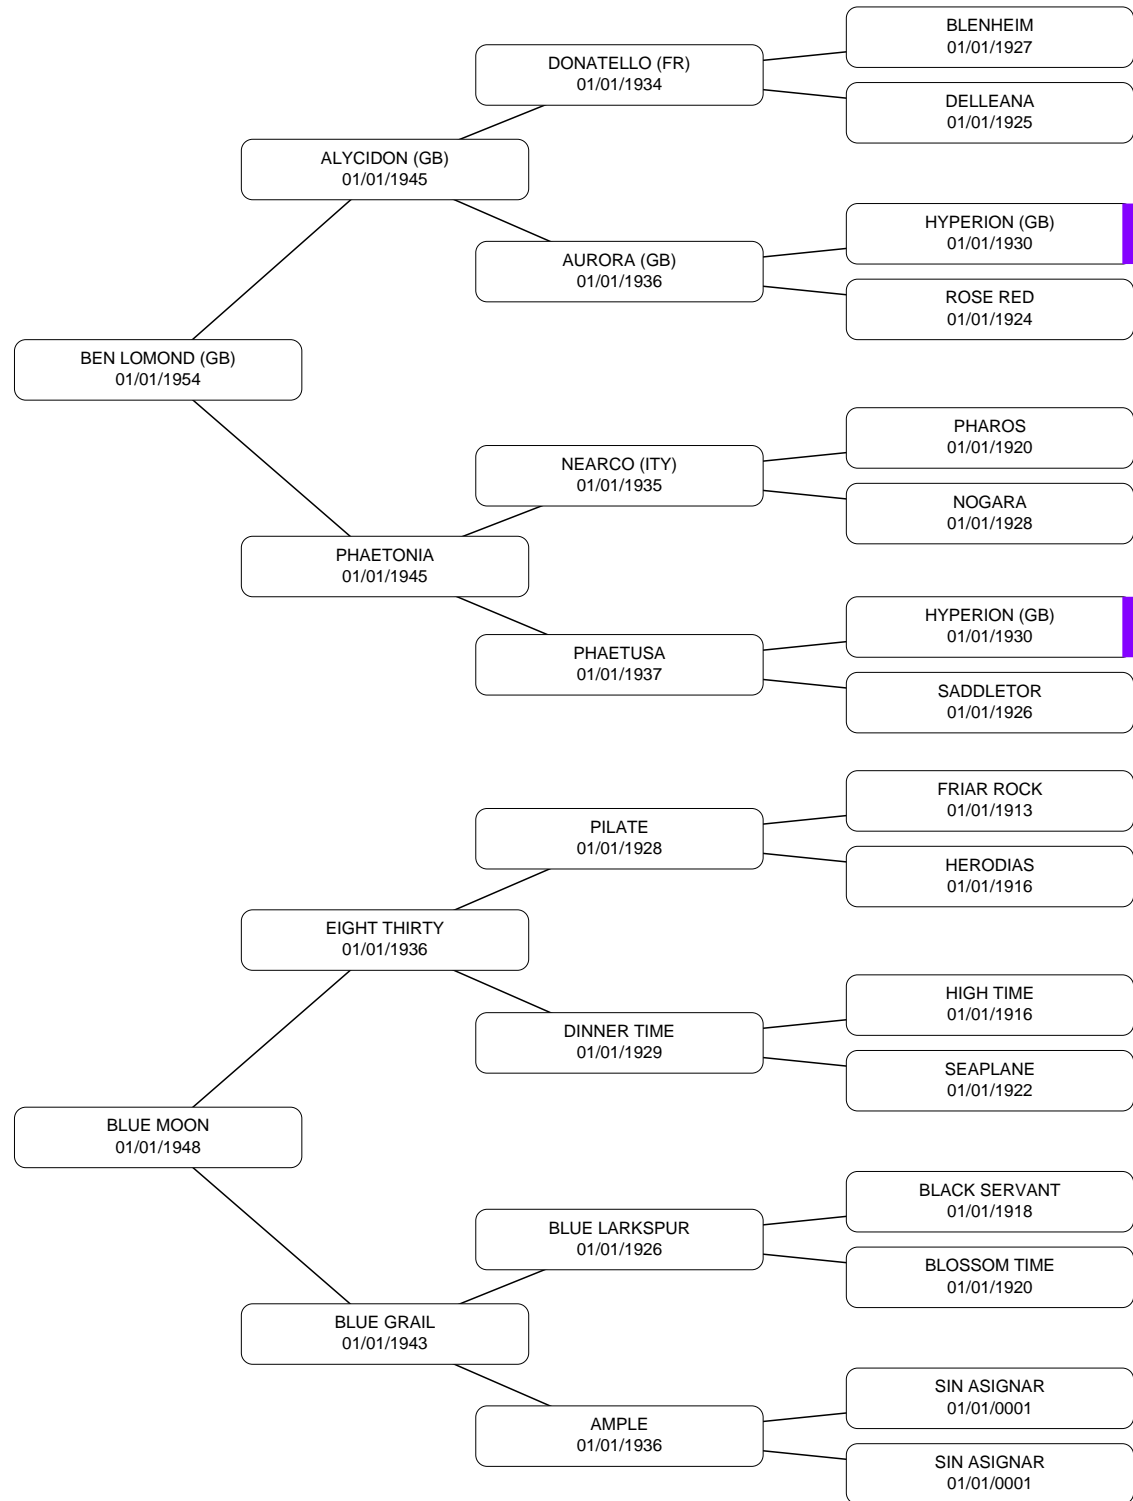 BLENHEIM
01/01/1927
DONATELLO (FR)
01/01/1934
DELLEANA
01/01/1925
ALYCIDON (GB)
01/01/1945
HYPERION (GB)
01/01/1930
AURORA (GB)
01/01/1936
ROSE RED
01/01/1924
BEN LOMOND (GB)
01/01/1954
PHAROS
01/01/1920
NEARCO (ITY)
01/01/1935
NOGARA
01/01/1928
PHAETONIA
01/01/1945
HYPERION (GB)
01/01/1930
PHAETUSA
01/01/1937
SADDLETOR
01/01/1926
FRIAR ROCK
01/01/1913
PILATE
01/01/1928
HERODIAS
01/01/1916
EIGHT THIRTY
01/01/1936
HIGH TIME
01/01/1916
DINNER TIME
01/01/1929
SEAPLANE
01/01/1922
BLUE MOON
01/01/1948
BLACK SERVANT
01/01/1918
BLUE LARKSPUR
01/01/1926
BLOSSOM TIME
01/01/1920
BLUE GRAIL
01/01/1943
SIN ASIGNAR
01/01/0001
AMPLE
01/01/1936
SIN ASIGNAR
01/01/0001